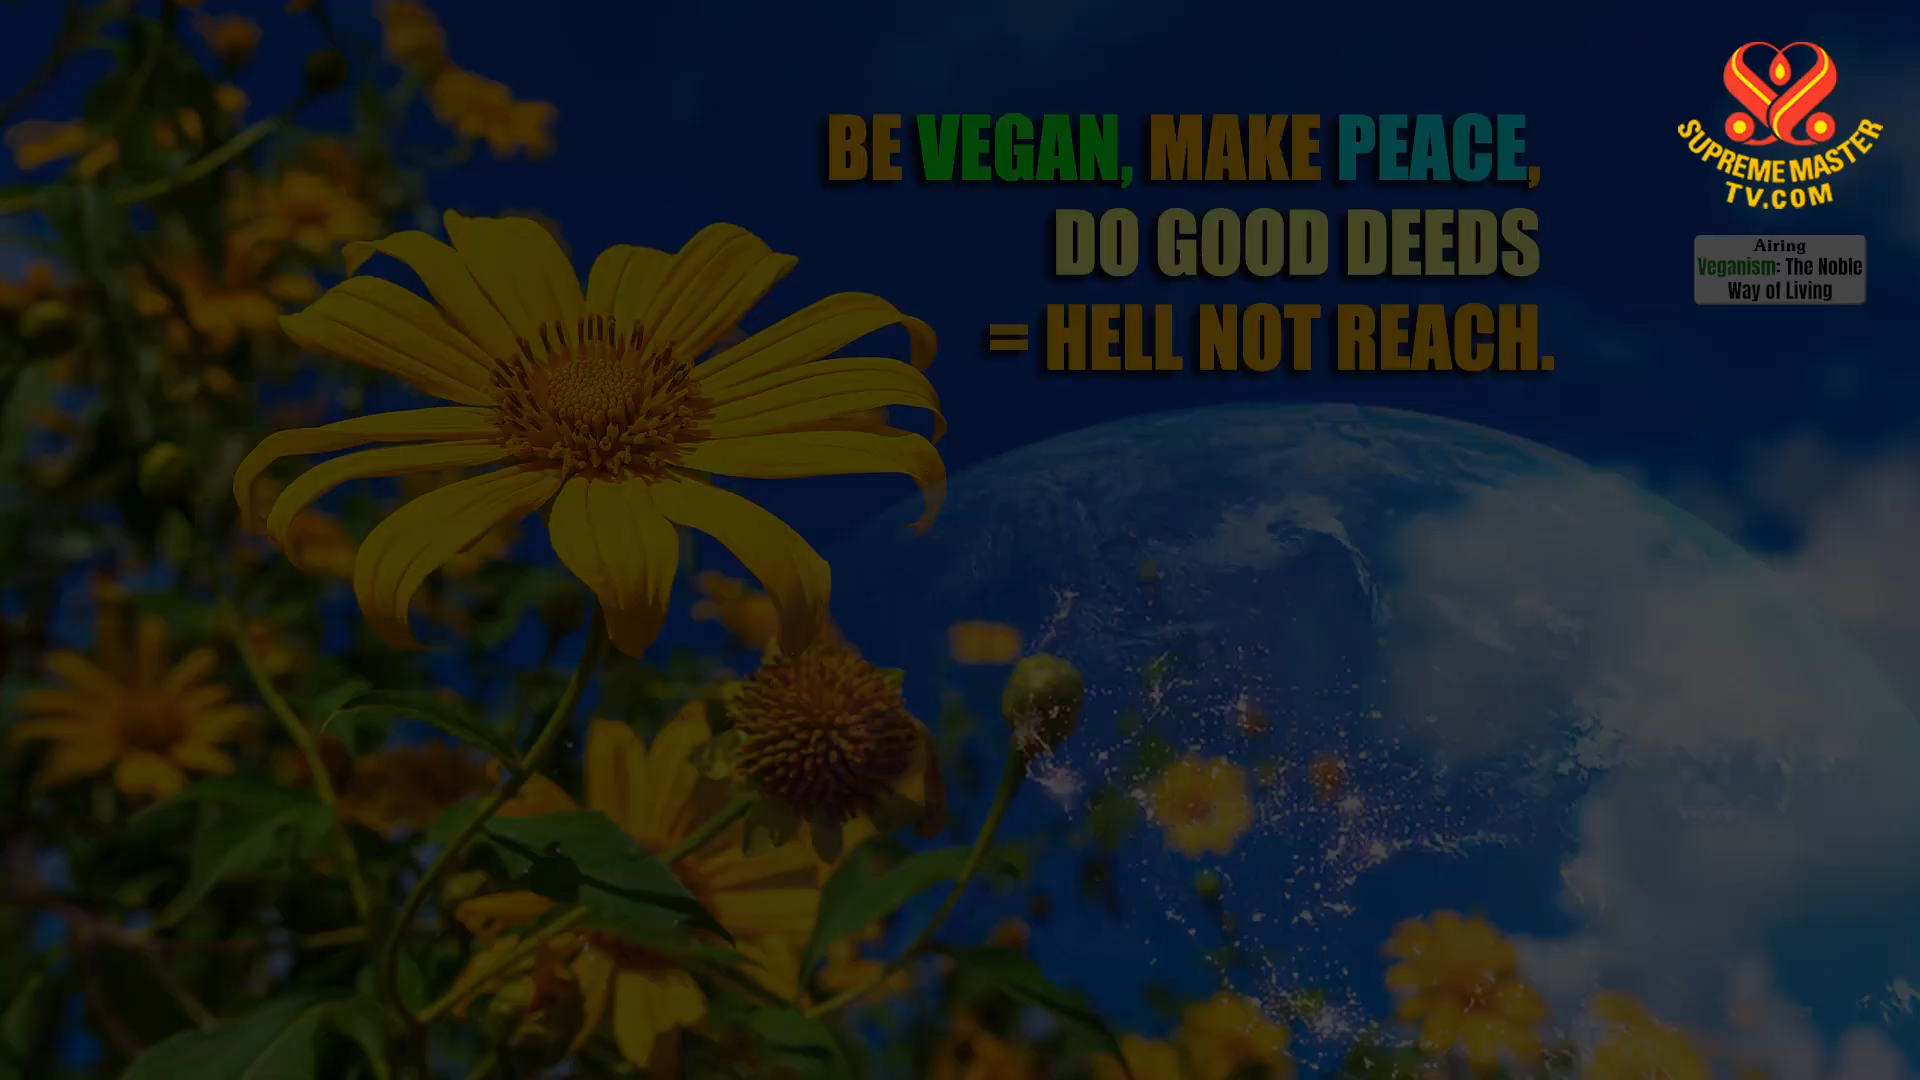 BE VEGAN, MAKE PEACE,
DO GOOD DEEDS
= HELL NOT REACH.
SUPREME MASTER
TV.COM
Airing
Veganism: The Noble
Way of Living